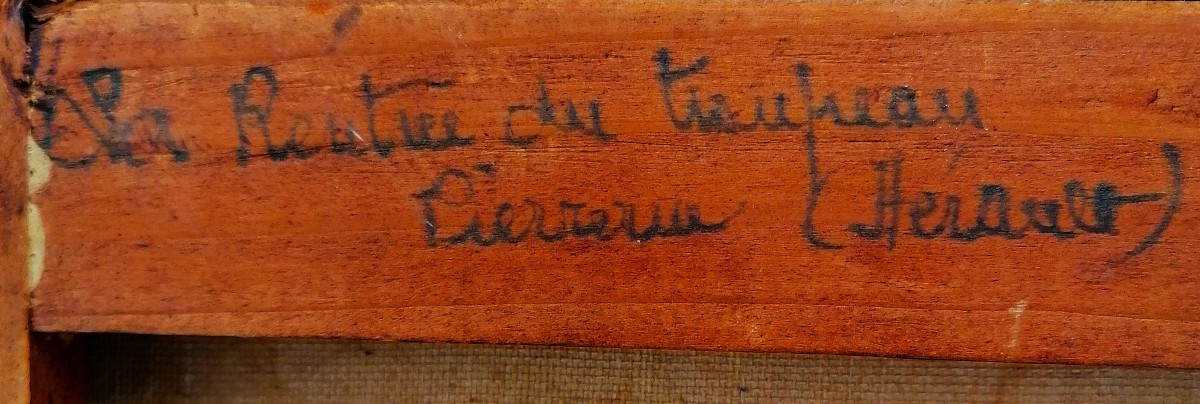 La Rentrée du troupeau
(Hérault)